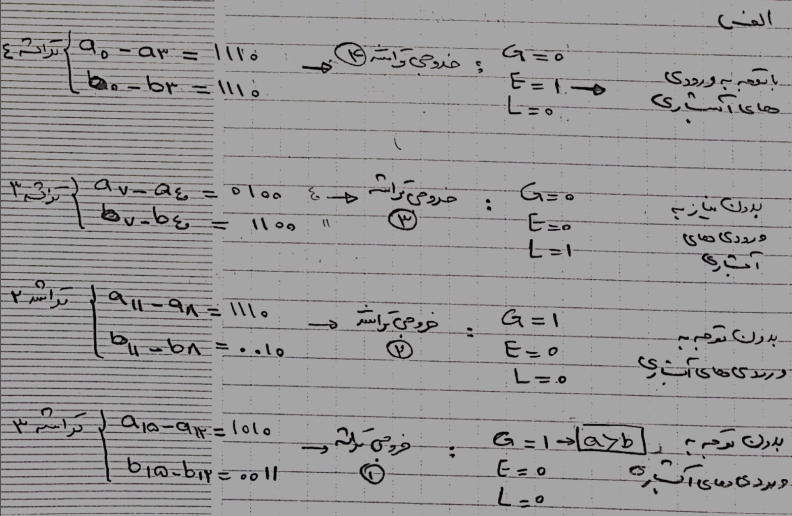 الف
تراشه ٤ { a₀ - a₃ = 1110 → خروجی تراشه ④ : G = 0
b₀ - b₃ = 1110 E = 1 → با توجه به ورودی
L = 0 های آبشاری
تراشه ۳ { a₇ - a₄ = 0100 → خروجی تراشه ③ : G = 0 بدون نیاز به
b₇ - b₄ = 1100 " E = 0 ورودی های
L = 1 آبشاری
تراشه ۲ { a₁₁ - a₈ = 1110 → خروجی تراشه ② : G = 1 بدون توجه به
b₁₁ - b₈ = 0010 E = 0 ورودی های آبشاری
L = 0
تراشه ۳ { a₁₅ - a₁₂ = 1010 → خروجی تراشه ① : G = 1 → a > b بدون توجه به
b₁₅ - b₁₂ = 0011 E = 0 ورودی های آبشاری
L = 0